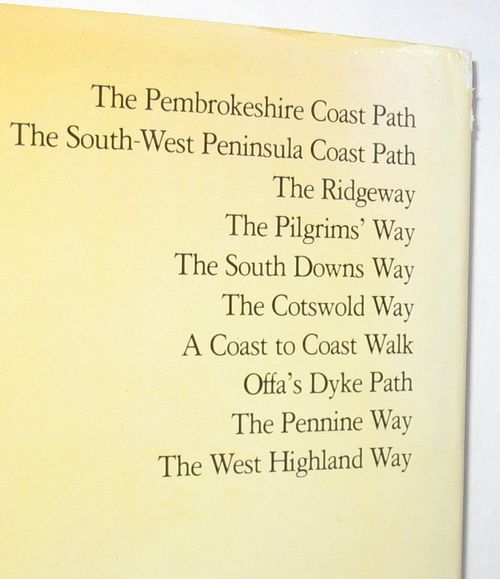 The Pembrokeshire Coast Path
The South-West Peninsula Coast Path
The Ridgeway
The Pilgrims' Way
The South Downs Way
The Cotswold Way
A Coast to Coast Walk
Offa's Dyke Path
The Pennine Way
The West Highland Way